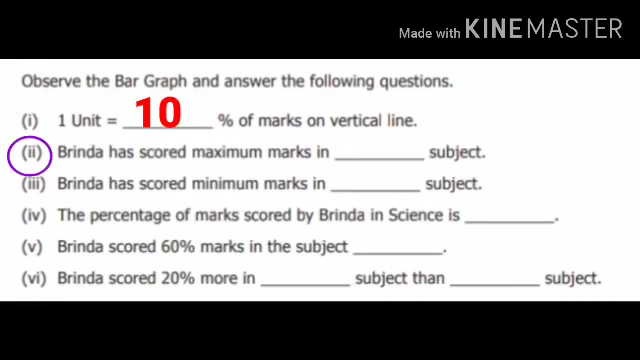 Made with KINEMASTER
Observe the Bar Graph and answer the following questions.
(i) 1 Unit = ____10____ % of marks on vertical line.
(ii) Brinda has scored maximum marks in __________ subject.
(iii) Brinda has scored minimum marks in __________ subject.
(iv) The percentage of marks scored by Brinda in Science is __________.
(v) Brinda scored 60% marks in the subject __________.
(vi) Brinda scored 20% more in __________ subject than __________ subject.